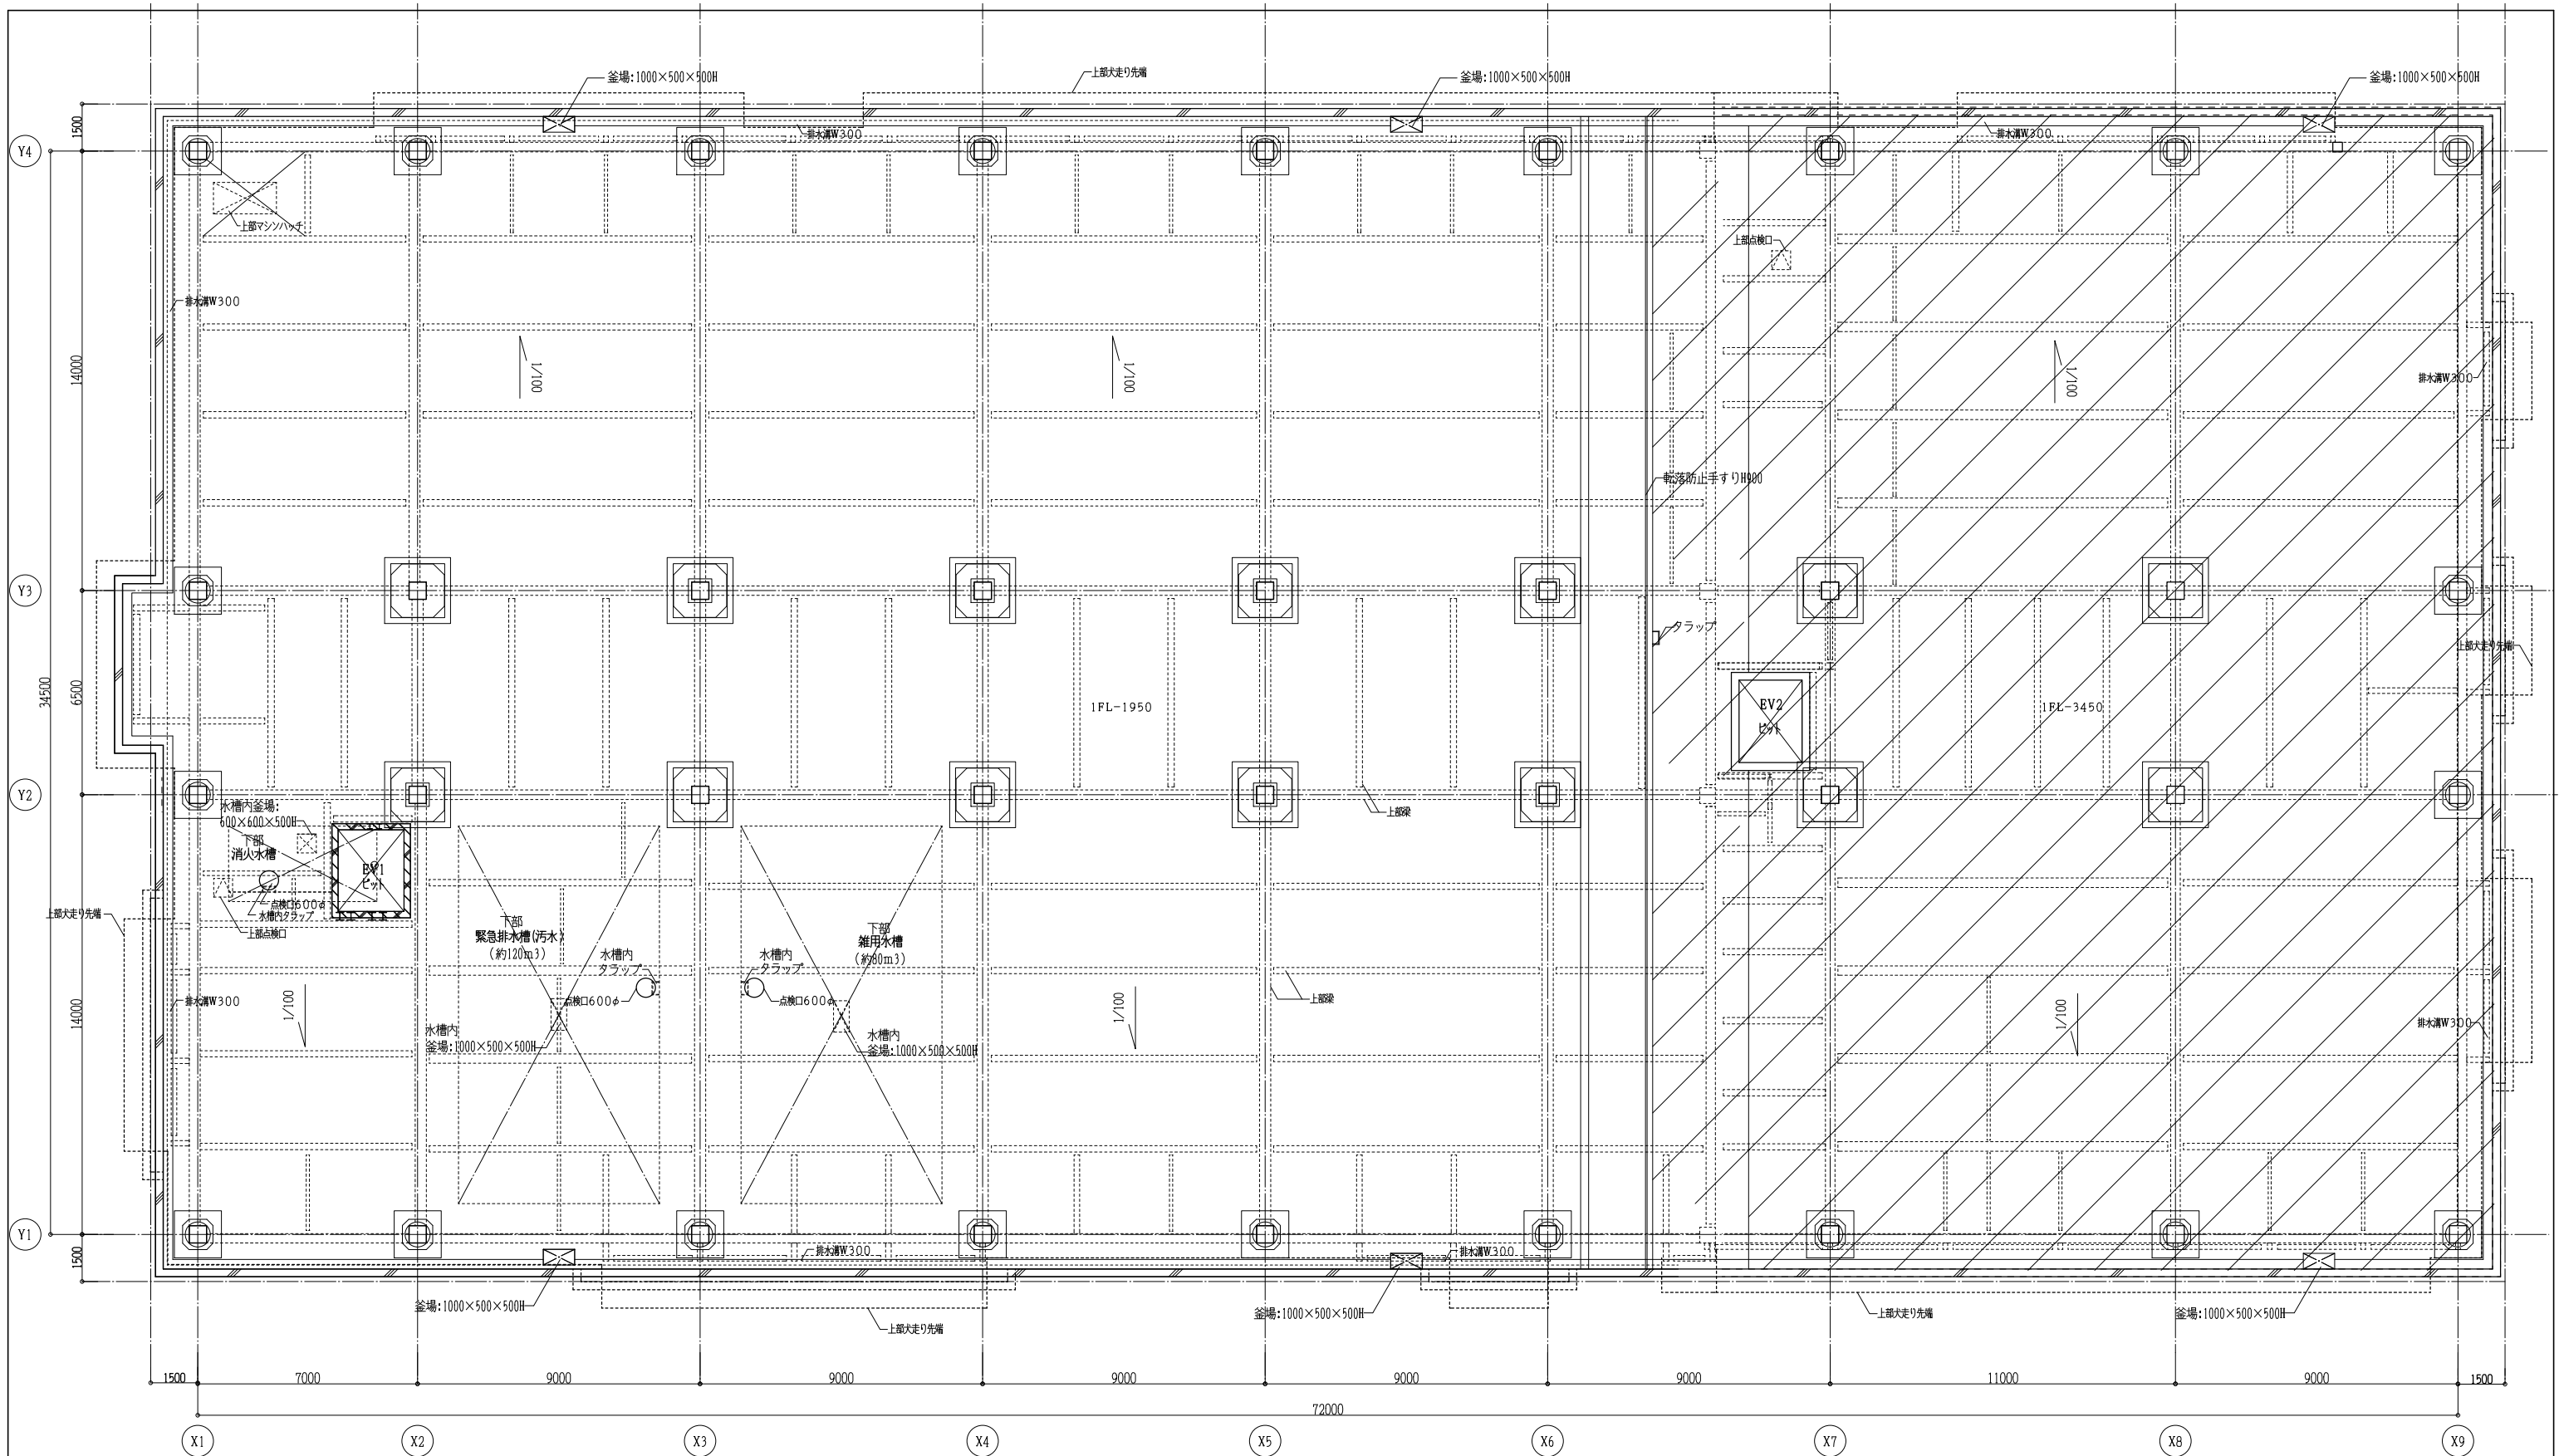 釜場:1000×500×500H
上部犬走り先端
釜場:1000×500×500H
釜場:1000×500×500H
1500
排水溝W300
排水溝W300
Y4
上部マシンハッチ
上部点検口
排水溝W300
14000
1/100
1/100
1/100
排水溝W300
転落防止手すりH900
Y3
タラップ
上部犬走り先端
34500
6500
1FL-1950
EV2
ピット
1FL-3450
Y2
水槽内釜場:
600×600×500H
上部梁
下部
消火水槽
EV1
ピット
点検口600φ
水槽内タラップ
上部点検口
上部犬走り先端
下部
緊急排水槽(汚水)
(約120m3)
下部
雑用水槽
(約80m3)
水槽内
タラップ
水槽内
タラップ
点検口600φ
点検口600φ
上部梁
排水溝W300
14000
1/100
1/100
1/100
排水溝W300
水槽内
釜場:1000×500×500H
水槽内
釜場:1000×500×500H
Y1
1500
排水溝W300
排水溝W300
釜場:1000×500×500H
釜場:1000×500×500H
上部犬走り先端
上部犬走り先端
釜場:1000×500×500H
1500
7000
9000
9000
9000
9000
9000
11000
9000
1500
72000
X1
X2
X3
X4
X5
X6
X7
X8
X9